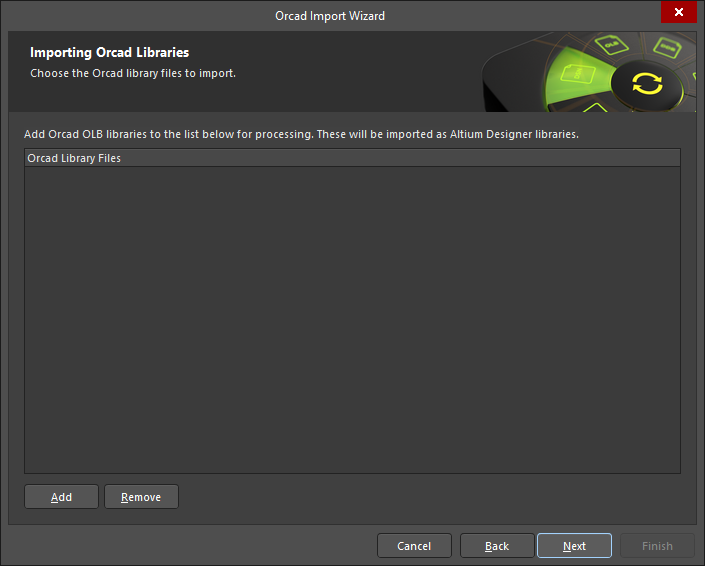 Orcad Import Wizard
Importing Orcad Libraries
Choose the Orcad library files to import.
Add Orcad OLB libraries to the list below for processing. These will be imported as Altium Designer libraries.
Orcad Library Files
Add
Remove
Cancel
Back
Next
Finish